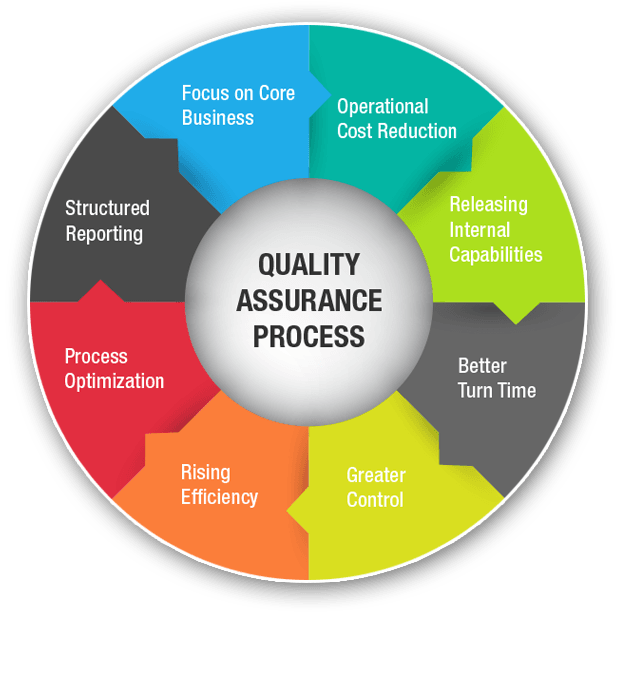 QUALITY
ASSURANCE
PROCESS
Focus on Core
Business
Operational
Cost Reduction
Releasing
Internal
Capabilities
Better
Turn Time
Greater
Control
Rising
Efficiency
Process
Optimization
Structured
Reporting